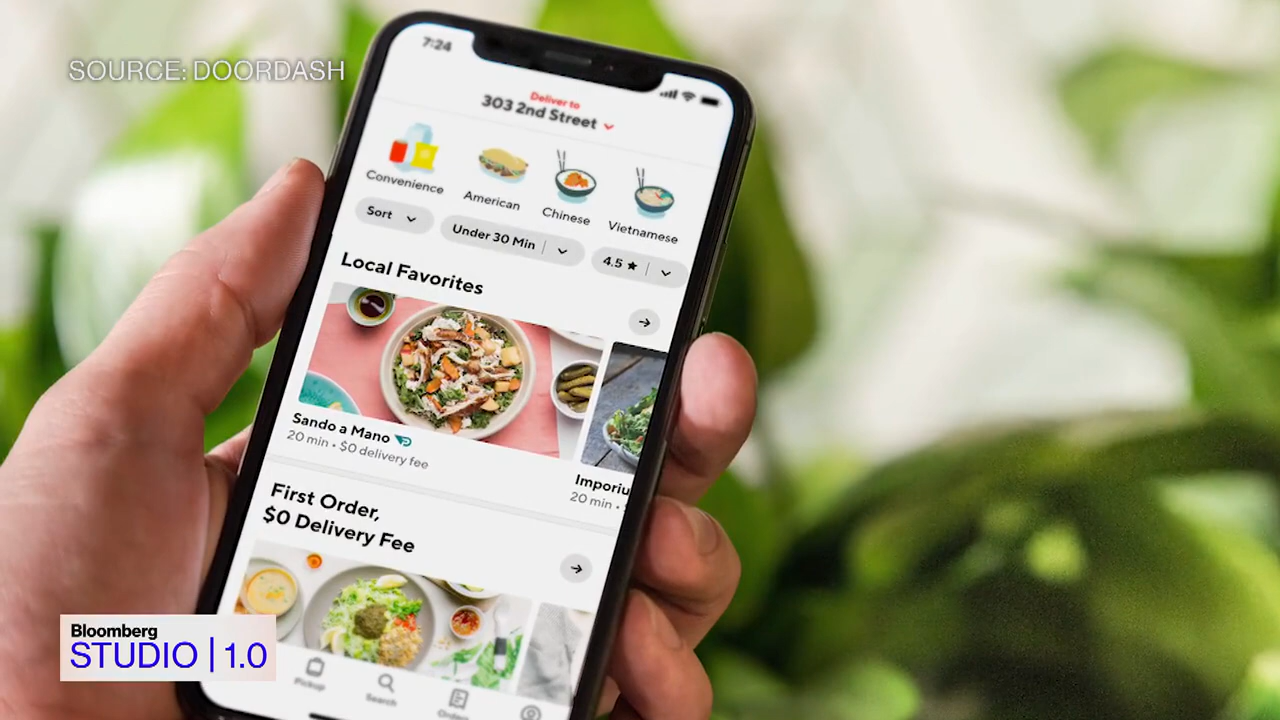 SOURCE: DOORDASH
7:24
Deliver to
303 2nd Street
Convenience
American
Chinese
Vietnamese
Sort
Under 30 Min
4.5 ★
Local Favorites
Sando a Mano
20 min • $0 delivery fee
Imporiu
20 min •
First Order,
$0 Delivery Fee
Pickup
Search
Orders
Bloomberg
STUDIO | 1.0